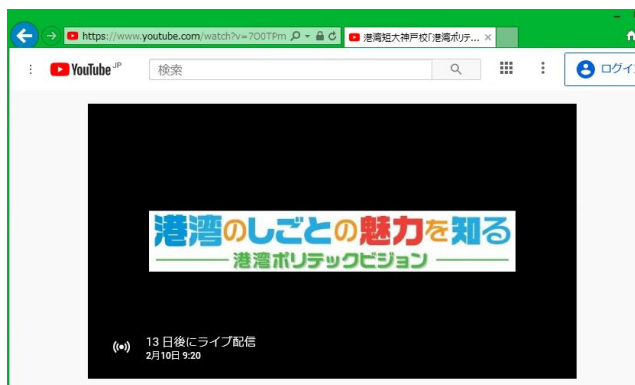 https://www.youtube.com/watch?v=7O0TPm
港湾短大神戸校「港湾ポリテ...
YouTube JP
検索
ログイン
港湾のしごとの魅力を知る
港湾ポリテックビジョン
13 日後にライブ配信
2月10日 9:20